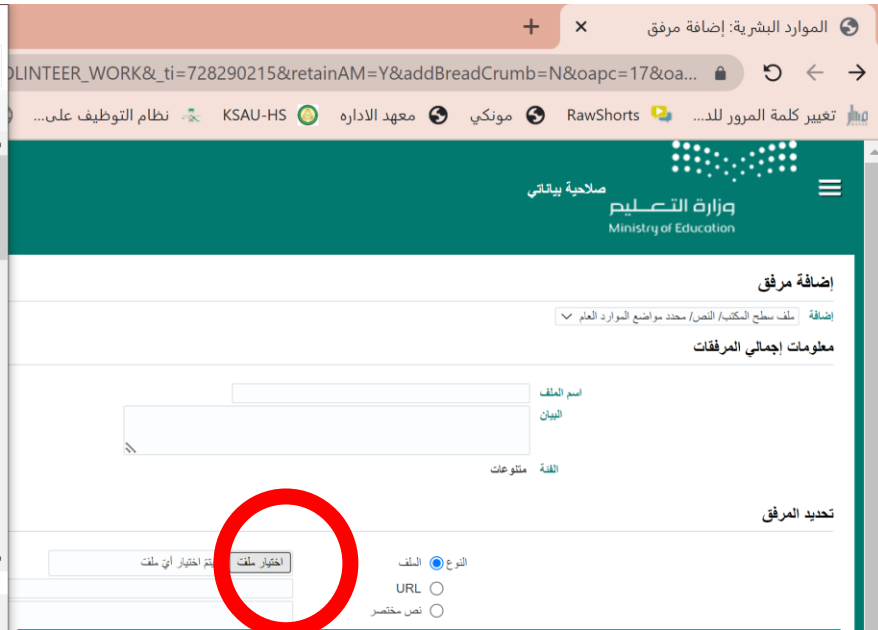 الموارد البشرية: إضافة مرفق
OLINTEER_WORK&_ti=728290215&retainAM=Y&addBreadCrumb=N&oapc=17&oa...
تغيير كلمة المرور للد... RawShorts مونكي معهد الاداره KSAU-HS نظام التوظيف على...
صلاحية بياناتي
وزارة التعليم
Ministry of Education
إضافة مرفق
إضافة ملف سطح المكتب/ النص/ محدد مواضع الموارد العام
معلومات إجمالي المرفقات
اسم الملف
البيان
الفئة متنوعات
تحديد المرفق
النوع الملف اختيار ملف يتم اختيار أيّ ملف
URL
نص مختصر